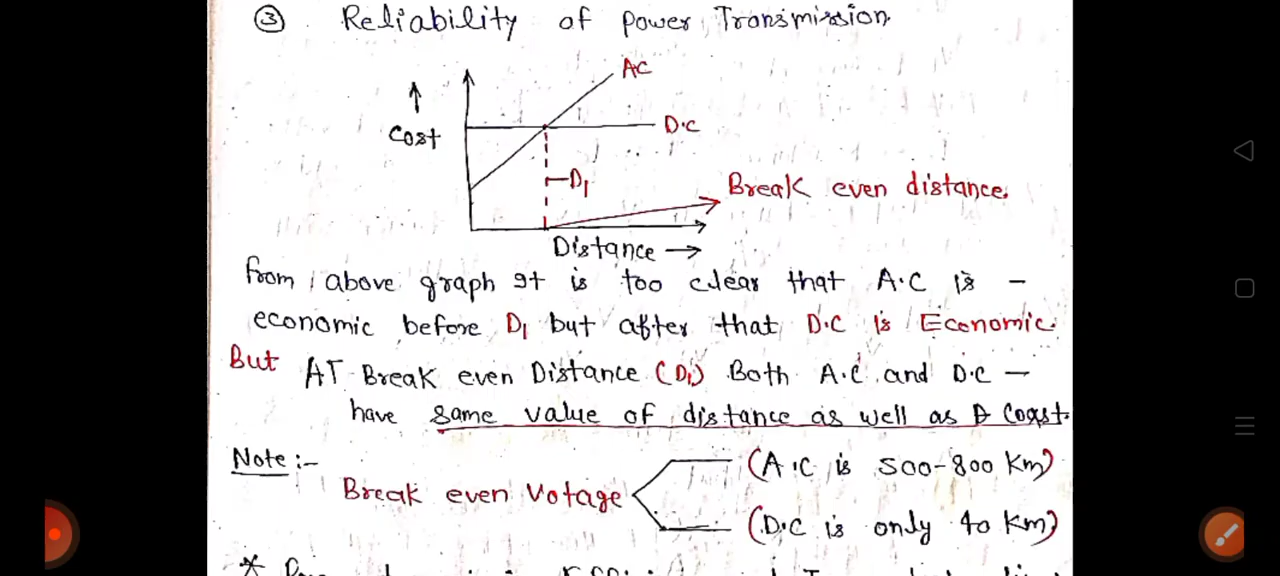 ③ Reliability of Power Transmission.
AC
↑
Cost
D.C
D₁
Break even distance.
Distance →
from above graph It is too clear that A.C is -
economic before D₁ but after that D.C is Economic.
But AT Break even Distance (D₁) Both A.C and D.C -
have same value of distance as well as Coast.
Note :-
Break even Votage
(A.C is 500-800 Km)
(D.C is only 40 Km)